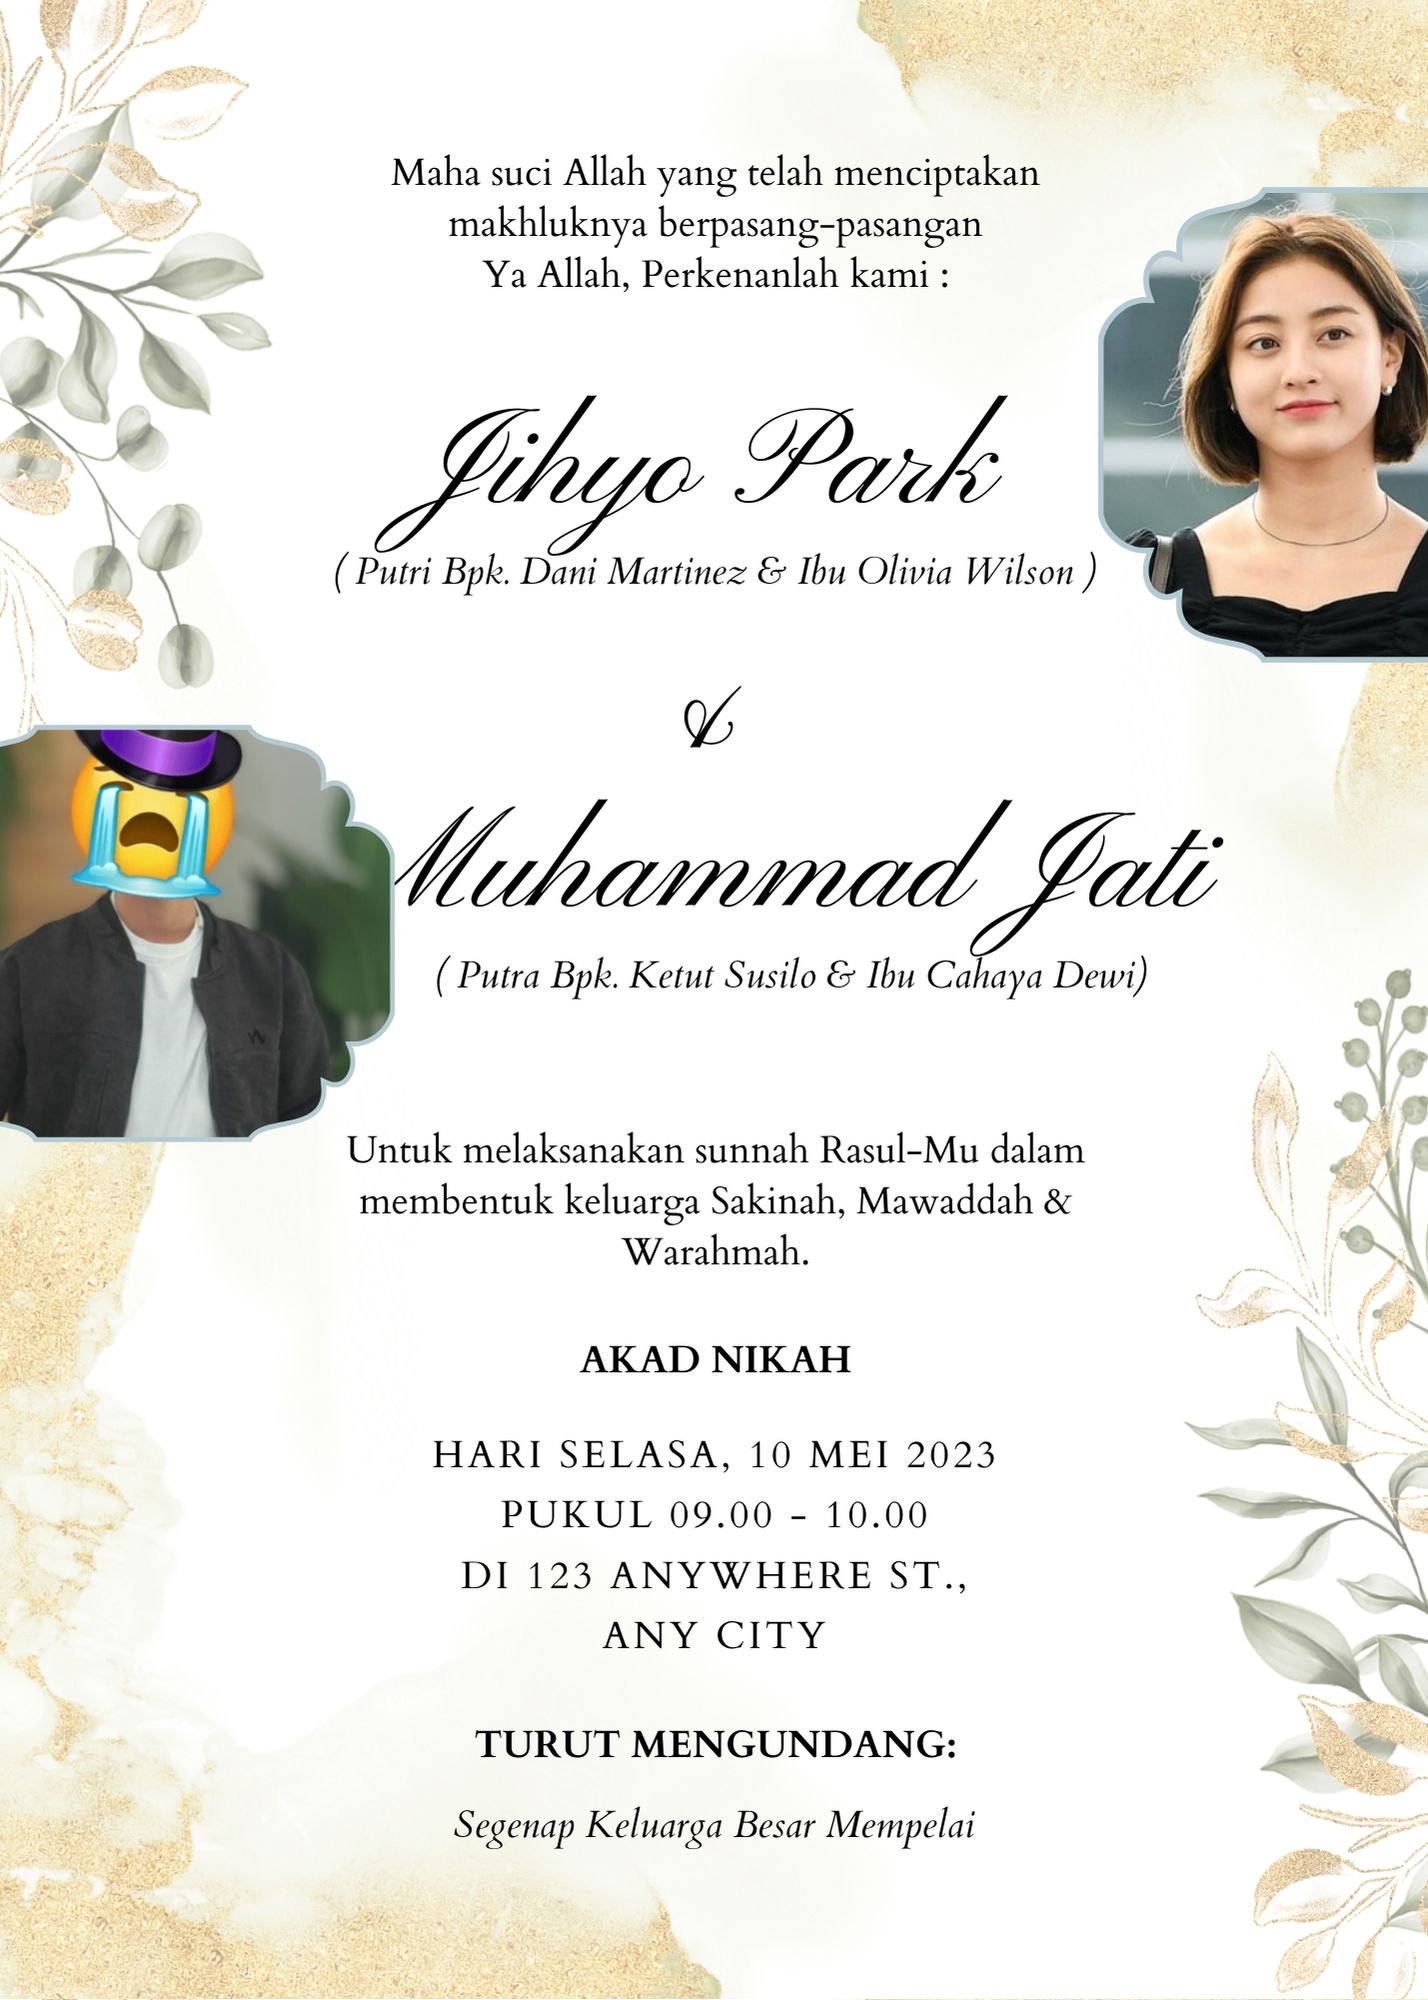 Maha suci Allah yang telah menciptakan
makhluknya berpasang-pasangan
Ya Allah, Perkenanlah kami :
Jihyo Park
( Putri Bpk. Dani Martinez & Ibu Olivia Wilson )
&
Muhammad Jati
( Putra Bpk. Ketut Susilo & Ibu Cahaya Dewi)
Untuk melaksanakan sunnah Rasul-Mu dalam
membentuk keluarga Sakinah, Mawaddah &
Warahmah.
AKAD NIKAH
HARI SELASA, 10 MEI 2023
PUKUL 09.00 - 10.00
DI 123 ANYWHERE ST.,
ANY CITY
TURUT MENGUNDANG:
Segenap Keluarga Besar Mempelai